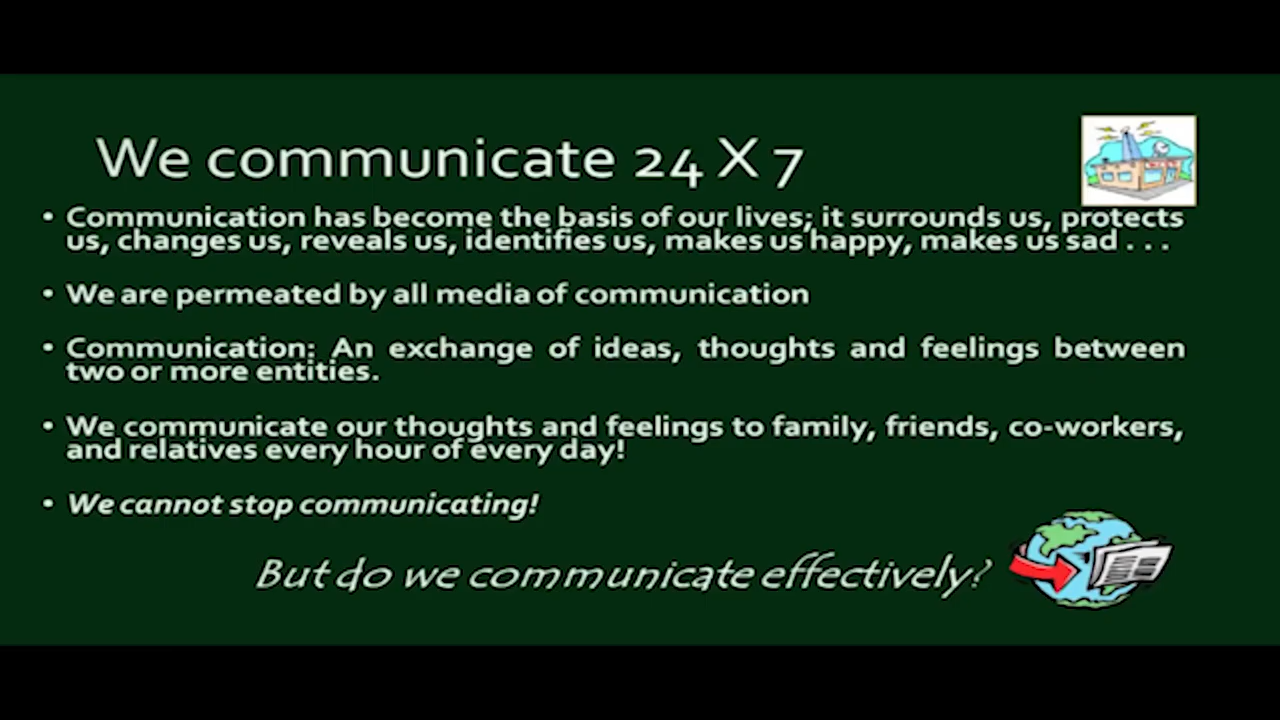 We communicate 24 X 7
• Communication has become the basis of our lives; it surrounds us, protects
us, changes us, reveals us, identifies us, makes us happy, makes us sad . . .
• We are permeated by all media of communication
• Communication: An exchange of ideas, thoughts and feelings between
two or more entities.
• We communicate our thoughts and feelings to family, friends, co-workers,
and relatives every hour of every day!
• We cannot stop communicating!
But do we communicate effectively?